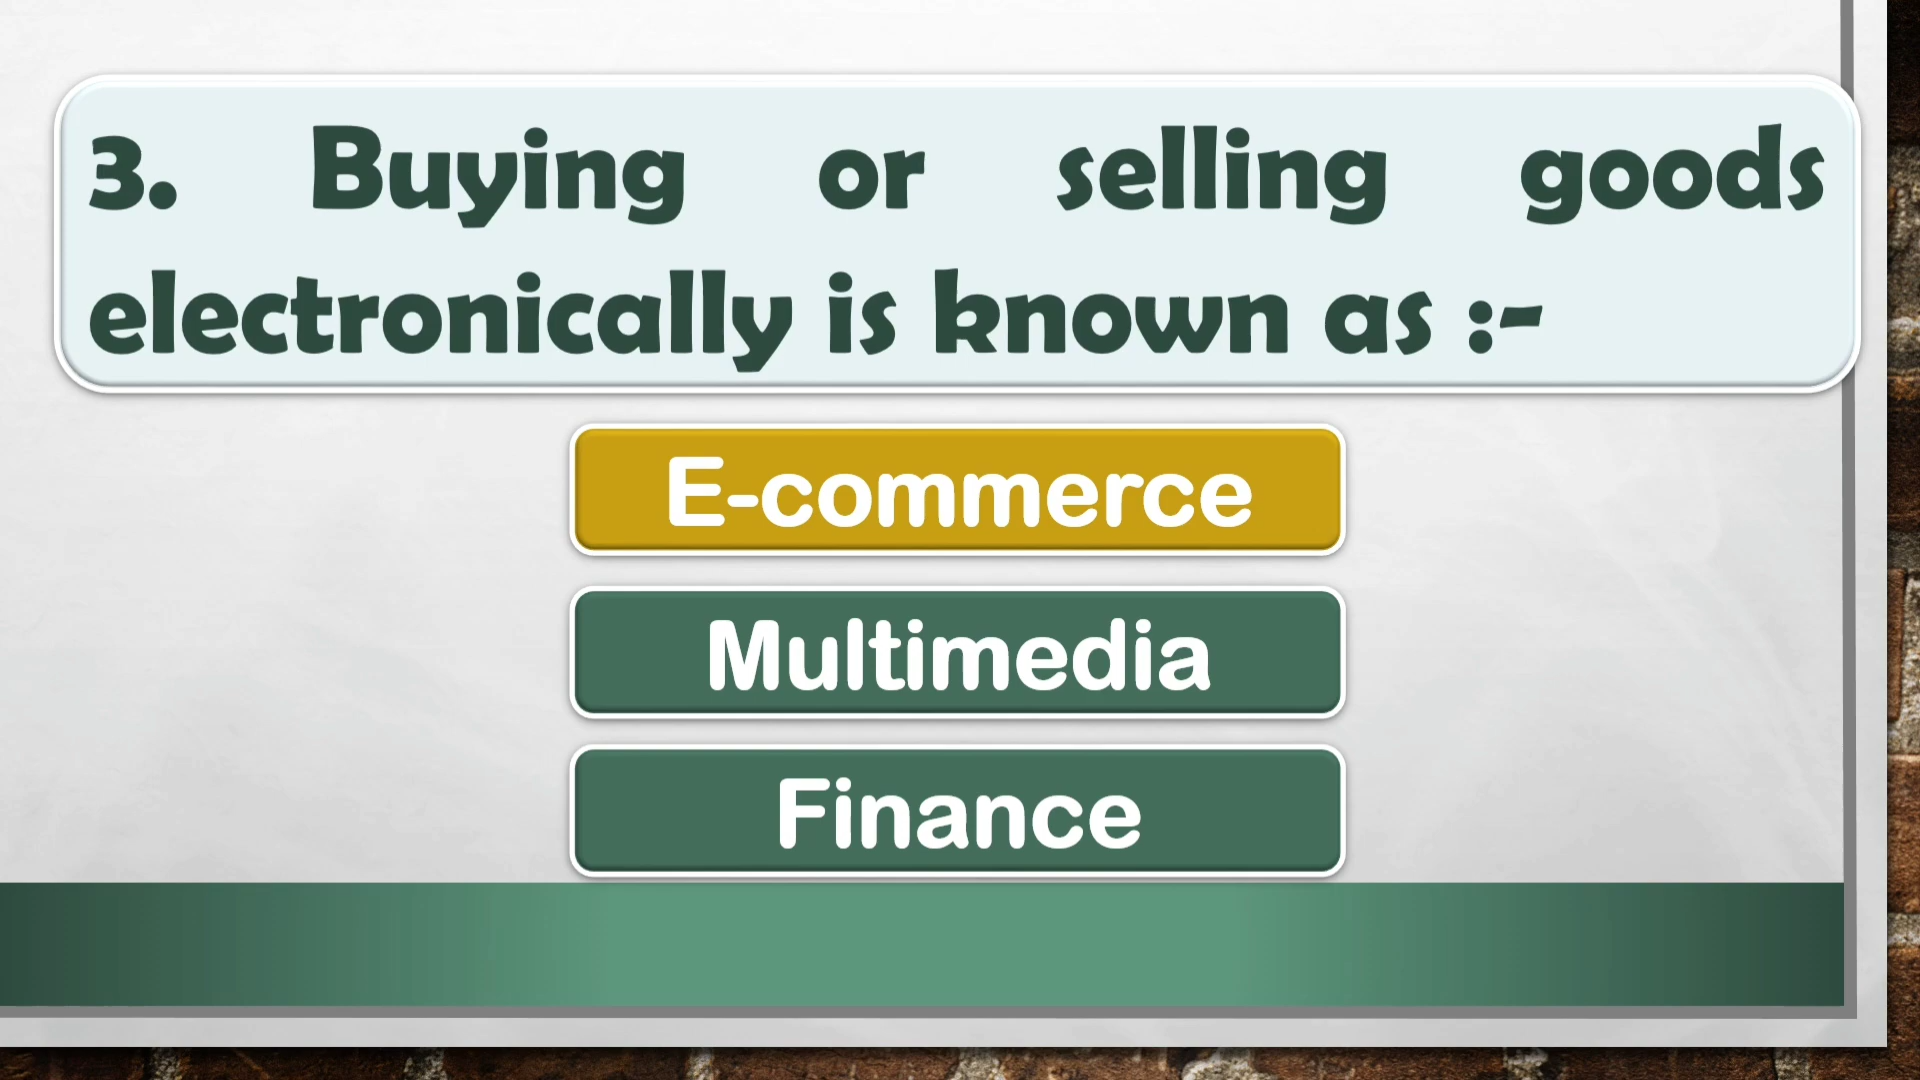 3. Buying or selling goods
electronically is known as :-
E-commerce
Multimedia
Finance